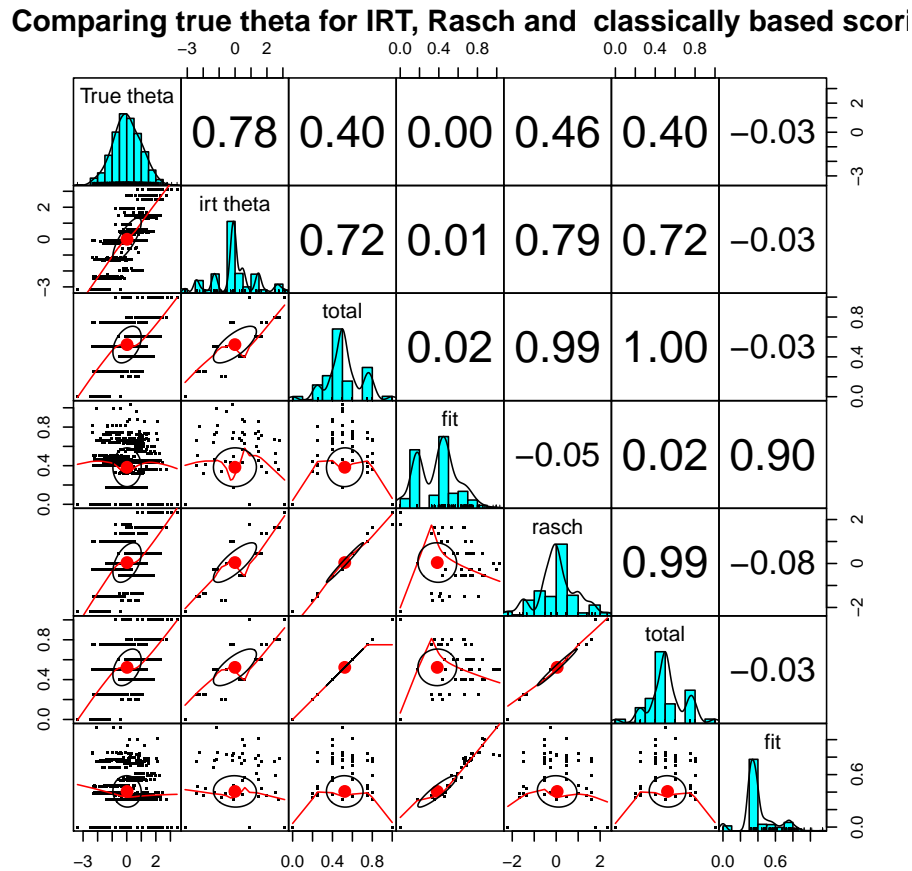 Comparing true theta for IRT, Rasch and  classically based scori
−3 0 2 0.0 0.4 0.8 0.0 0.4 0.8
True theta 0.78 0.40 0.00 0.46 0.40 −0.03 −3 0 2
−3 0 2 irt theta 0.72 0.01 0.79 0.72 −0.03
total 0.02 0.99 1.00 −0.03 0.0 0.4 0.8
0.0 0.4 0.8 fit −0.05 0.02 0.90
rasch 0.99 −0.08 −2 0 2
0.0 0.4 0.8 total −0.03
fit 0.0 0.6
−3 0 2 0.0 0.4 0.8 −2 0 2 0.0 0.6